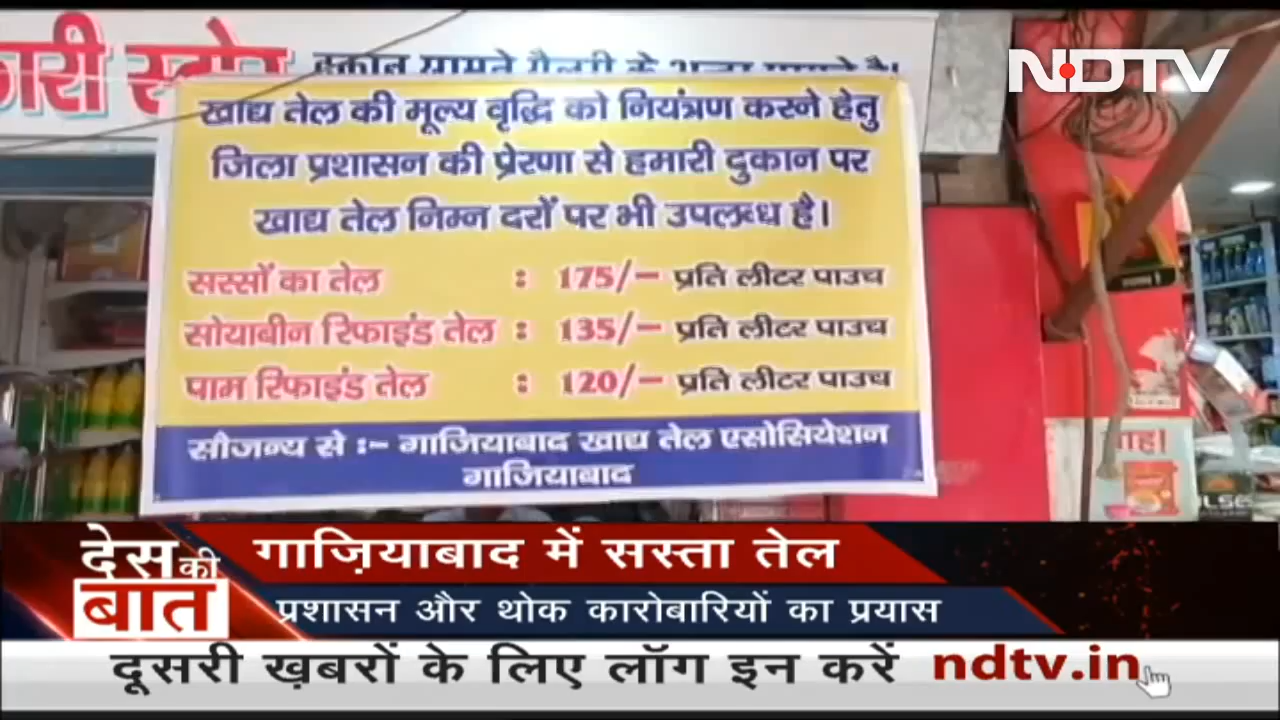 NDTV
खाद्य तेल की मूल्य वृद्धि को नियंत्रण करने हेतु
जिला प्रशासन की प्रेरणा से हमारी दुकान पर
खाद्य तेल निम्न दरों पर भी उपलब्ध है।
सरसों का तेल : 175/- प्रति लीटर पाउच
सोयाबीन रिफाइंड तेल : 135/- प्रति लीटर पाउच
पाम रिफाइंड तेल : 120/- प्रति लीटर पाउच
सौजन्य से :- गाजियाबाद खाद्य तेल एसोसियेशन
गाजियाबाद
देस की
बात
गाज़ियाबाद में सस्ता तेल
प्रशासन और थोक कारोबारियों का प्रयास
दूसरी ख़बरों के लिए लॉग इन करें ndtv.in